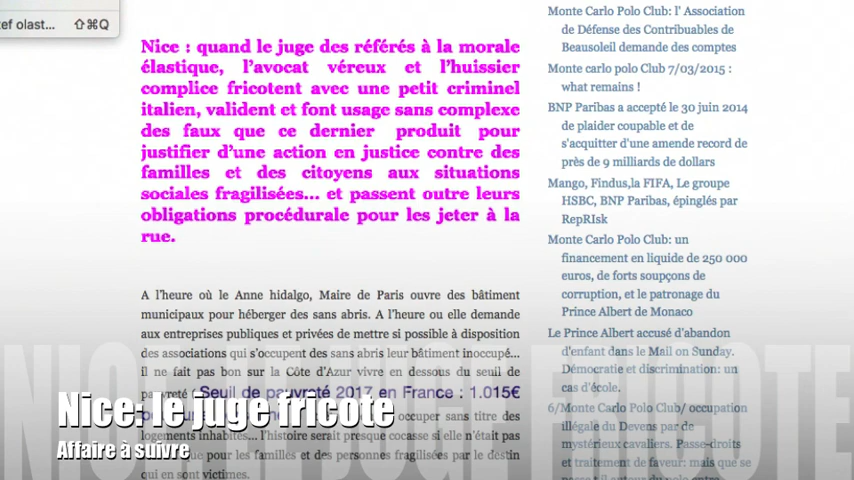 ef olast... ⇧⌘Q
Nice : quand le juge des référés à la morale
élastique, l'avocat véreux et l'huissier
complice fricotent avec une petit criminel
italien, valident et font usage sans complexe
des faux que ce dernier produit pour
justifier d'une action en justice contre des
familles et des citoyens aux situations
sociales fragilisées... et passent outre leurs
obligations procédurale pour les jeter à la
rue.
A l'heure où le Anne hidalgo, Maire de Paris ouvre des bâtiment
municipaux pour héberger des sans abris. A l'heure ou elle demande
aux entreprises publiques et privées de mettre si possible à disposition
des associations qui s'occupent des sans abris leur bâtiment inoccupé...
il ne fait pas bon sur la Côte d'Azur vivre en dessous du seuil de
pauvreté ( Seuil de pauvreté 2017 en France : 1.015€
occuper sans titre des
logements inhabités... l'histoire serait presque cocasse si elle n'était pas
que pour les familles et des personnes fragilisées par le destin
qui en sont victimes.
Monte Carlo Polo Club: l' Association
de Défense des Contribuables de
Beausoleil demande des comptes
Monte carlo polo Club 7/03/2015 :
what remains !
BNP Paribas a accepté le 30 juin 2014
de plaider coupable et de
s'acquitter d'une amende record de
près de 9 milliards de dollars
Mango, Findus,la FIFA, Le groupe
HSBC, BNP Paribas, épinglés par
RepRIsk
Monte Carlo Polo Club: un
financement en liquide de 250 000
euros, de forts soupçons de
corruption, et le patronage du
Prince Albert de Monaco
Le Prince Albert accusé d'abandon
d'enfant dans le Mail on Sunday.
Démocratie et discrimination: un
cas d'école.
6/Monte Carlo Polo Club/ occupation
illégale du Devens par de
mystérieux cavaliers. Passe-droits
et traitement de faveur: mais que se
Nice: le juge fricote
Affaire à suivre